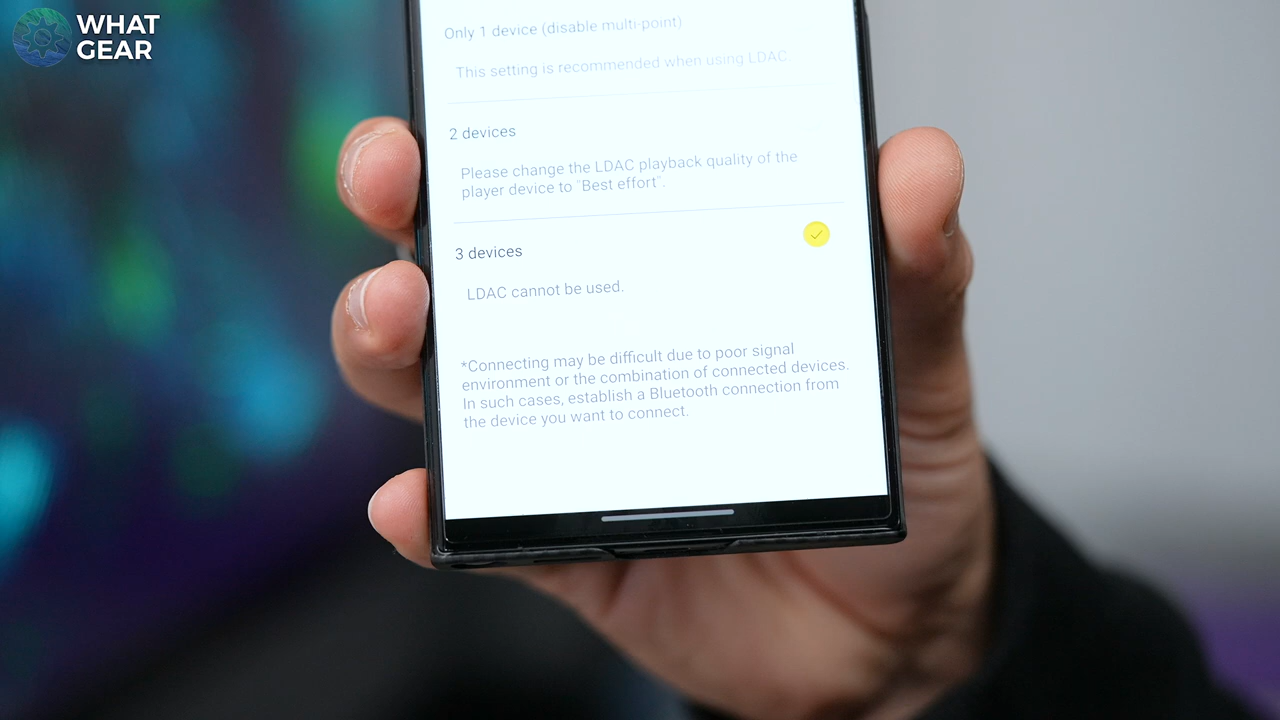 WHAT
GEAR
Only 1 device (disable multi-point)
This setting is recommended when using LDAC.
2 devices
Please change the LDAC playback quality of the
player device to "Best effort".
3 devices
LDAC cannot be used.
*Connecting may be difficult due to poor signal
environment or the combination of connected devices.
In such cases, establish a Bluetooth connection from
the device you want to connect.